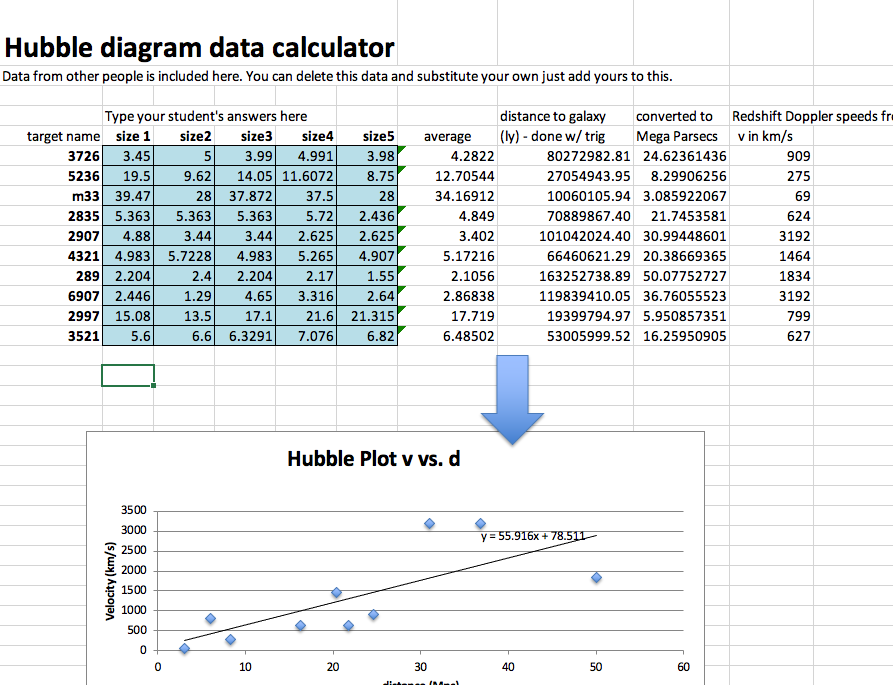 Hubble diagram data calculator
Data from other people is included here. You can delete this data and substitute your own just add yours to this.
Type your student's answers here distance to galaxy converted to Redshift Doppler speeds fr
target name size 1 size2 size3 size4 size5 average (ly) - done w/ trig Mega Parsecs v in km/s
3726 3.45 5 3.99 4.991 3.98 4.2822 80272982.81 24.62361436 909
5236 19.5 9.62 14.05 11.6072 8.75 12.70544 27054943.95 8.29906256 275
m33 39.47 28 37.872 37.5 28 34.16912 10060105.94 3.085922067 69
2835 5.363 5.363 5.363 5.72 2.436 4.849 70889867.40 21.7453581 624
2907 4.88 3.44 3.44 2.625 2.625 3.402 101042024.40 30.99448601 3192
4321 4.983 5.7228 4.983 5.265 4.907 5.17216 66460621.29 20.38669365 1464
289 2.204 2.4 2.204 2.17 1.55 2.1056 163252738.89 50.07752727 1834
6907 2.446 1.29 4.65 3.316 2.64 2.86838 119839410.05 36.76055523 3192
2997 15.08 13.5 17.1 21.6 21.315 17.719 19399794.97 5.950857351 799
3521 5.6 6.6 6.3291 7.076 6.82 6.48502 53005999.52 16.25950905 627
Hubble Plot v vs. d
Velocity (km/s)
3500
3000
y = 55.916x + 78.511
2500
2000
1500
1000
500
0
0 10 20 30 40 50 60
distance (Mpc)